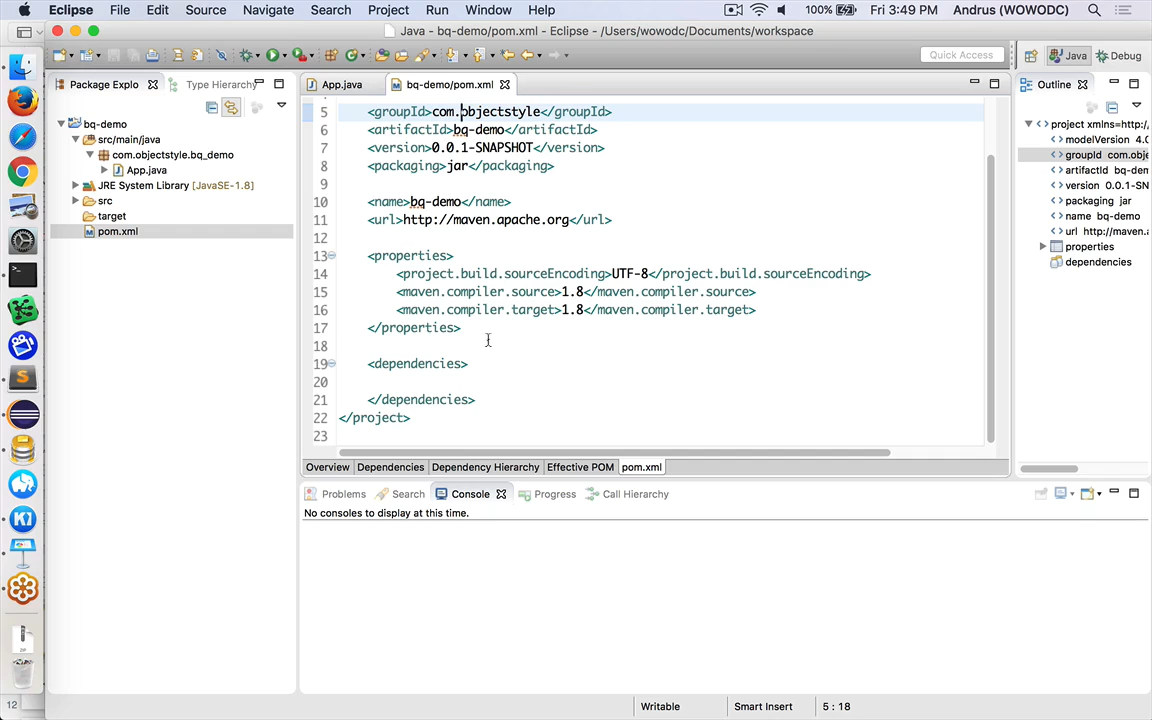 Eclipse File Edit Source Navigate Search Project Run Window Help 100% Fri 3:49 PM Andrus (WOWODC)
Java - bq-demo/pom.xml - Eclipse - /Users/wowodc/Documents/workspace
Quick Access Java Debug
Package Explo Type Hierarchy
bq-demo
src/main/java
com.objectstyle.bq_demo
App.java
JRE System Library [JavaSE-1.8]
src
target
pom.xml
App.java bq-demo/pom.xml
5 <groupId>com.objectstyle</groupId>
6 <artifactId>bq-demo</artifactId>
7 <version>0.0.1-SNAPSHOT</version>
8 <packaging>jar</packaging>
9
10 <name>bq-demo</name>
11 <url>http://maven.apache.org</url>
12
13 <properties>
14 <project.build.sourceEncoding>UTF-8</project.build.sourceEncoding>
15 <maven.compiler.source>1.8</maven.compiler.source>
16 <maven.compiler.target>1.8</maven.compiler.target>
17 </properties>
18
19 <dependencies>
20
21 </dependencies>
22 </project>
23
Overview Dependencies Dependency Hierarchy Effective POM pom.xml
Outline
project xmlns=http:/
modelVersion 4.0
groupId com.obje
artifactId bq-dem
version 0.0.1-SN
packaging jar
name bq-demo
url http://maven.a
properties
dependencies
Problems Search Console Progress Call Hierarchy
No consoles to display at this time.
12
Writable Smart Insert 5 : 18